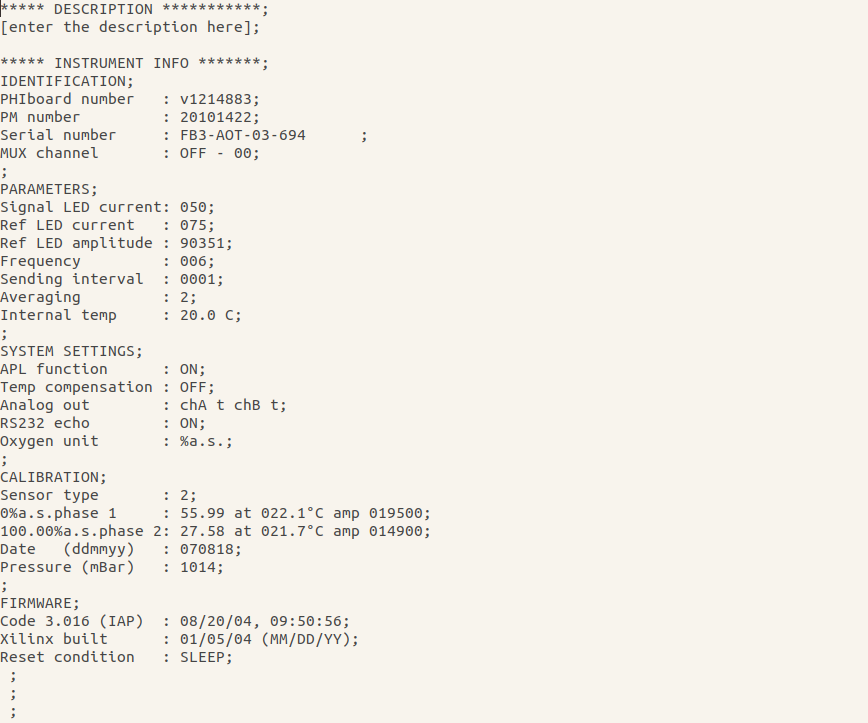 ***** DESCRIPTION ***********;
[enter the description here];

***** INSTRUMENT INFO *******;
IDENTIFICATION;
PHIboard number   : v1214883;
PM number         : 20101422;
Serial number     : FB3-AOT-03-694      ;
MUX channel       : OFF - 00;
;
PARAMETERS;
Signal LED current: 050;
Ref LED current   : 075;
Ref LED amplitude : 90351;
Frequency         : 006;
Sending interval  : 0001;
Averaging         : 2;
Internal temp     : 20.0 C;
;
SYSTEM SETTINGS;
APL function      : ON;
Temp compensation : OFF;
Analog out        : chA t chB t;
RS232 echo        : ON;
Oxygen unit       : %a.s.;
;
CALIBRATION;
Sensor type       : 2;
0%a.s.phase 1     : 55.99 at 022.1°C amp 019500;
100.00%a.s.phase 2: 27.58 at 021.7°C amp 014900;
Date   (ddmmyy)   : 070818;
Pressure (mBar)   : 1014;
;
FIRMWARE;
Code 3.016 (IAP)  : 08/20/04, 09:50:56;
Xilinx built      : 01/05/04 (MM/DD/YY);
Reset condition   : SLEEP;
 ;
 ;
 ;